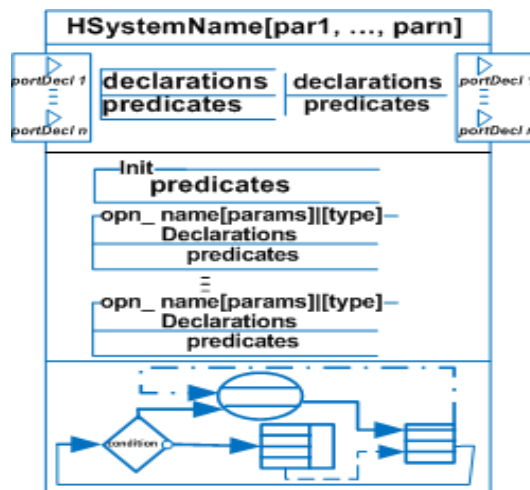 HSystemName[par1, ..., parn]
portDecl 1
portDecl n
declarations
predicates
declarations
predicates
portDecl
portDecl
Init
predicates
opn_ name[params]|[type]
Declarations
predicates
opn_ name[params]|[type]
Declarations
predicates
condition